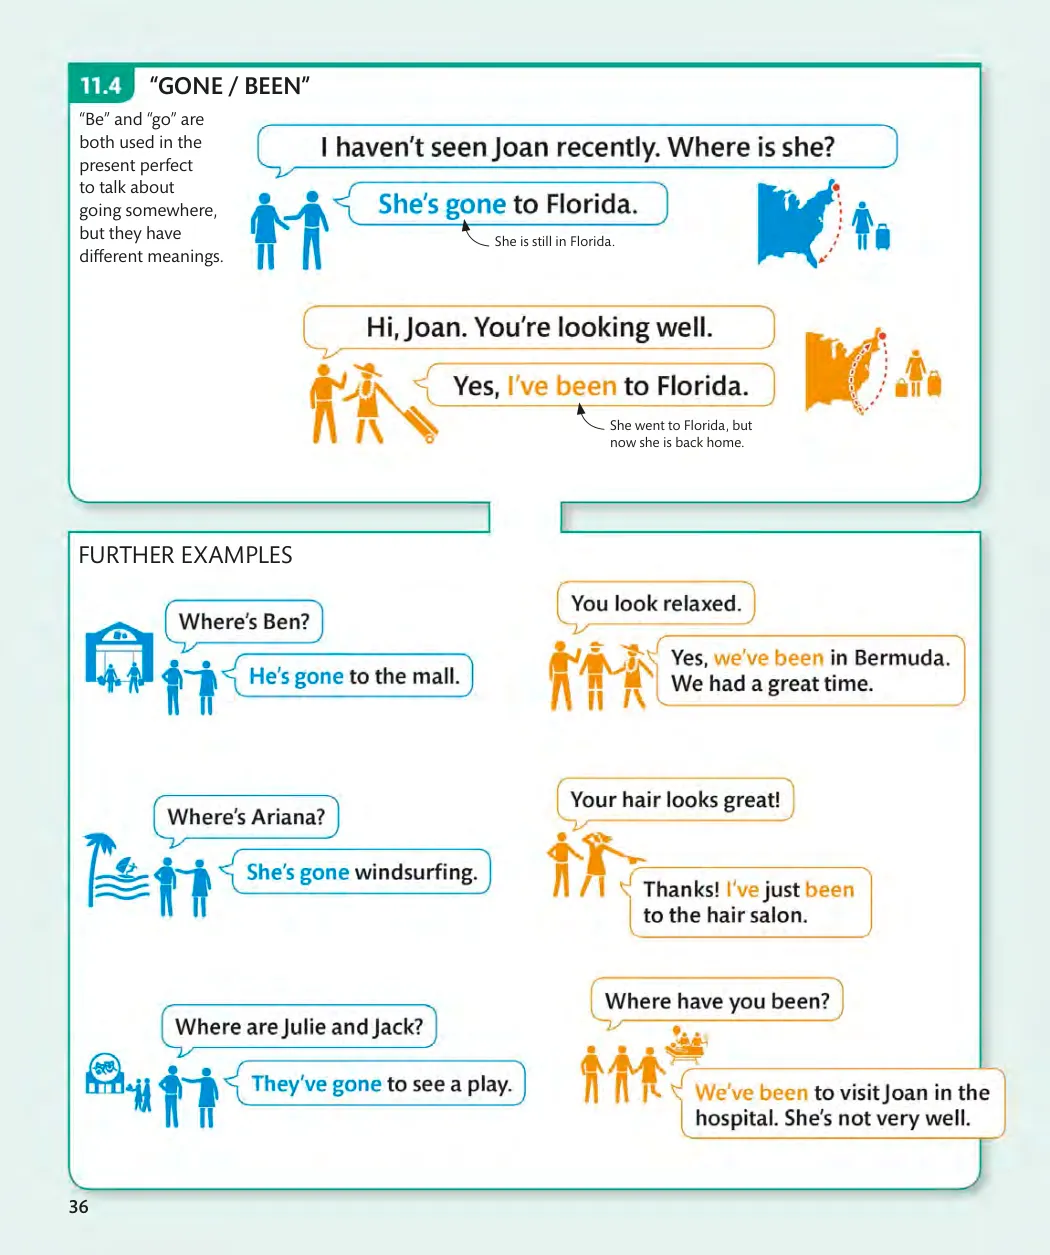 11.4 “GONE / BEEN”
“Be” and “go” are
both used in the
present perfect
to talk about
going somewhere,
but they have
different meanings.
I haven’t seen Joan recently. Where is she?
She’s gone to Florida.
She is still in Florida.
Hi, Joan. You’re looking well.
Yes, I’ve been to Florida.
She went to Florida, but
now she is back home.
FURTHER EXAMPLES
Where’s Ben?
He’s gone to the mall.
You look relaxed.
Yes, we’ve been in Bermuda.
We had a great time.
Where’s Ariana?
She’s gone windsurfing.
Your hair looks great!
Thanks! I’ve just been
to the hair salon.
Where are Julie and Jack?
They’ve gone to see a play.
Where have you been?
We’ve been to visit Joan in the
hospital. She’s not very well.
36